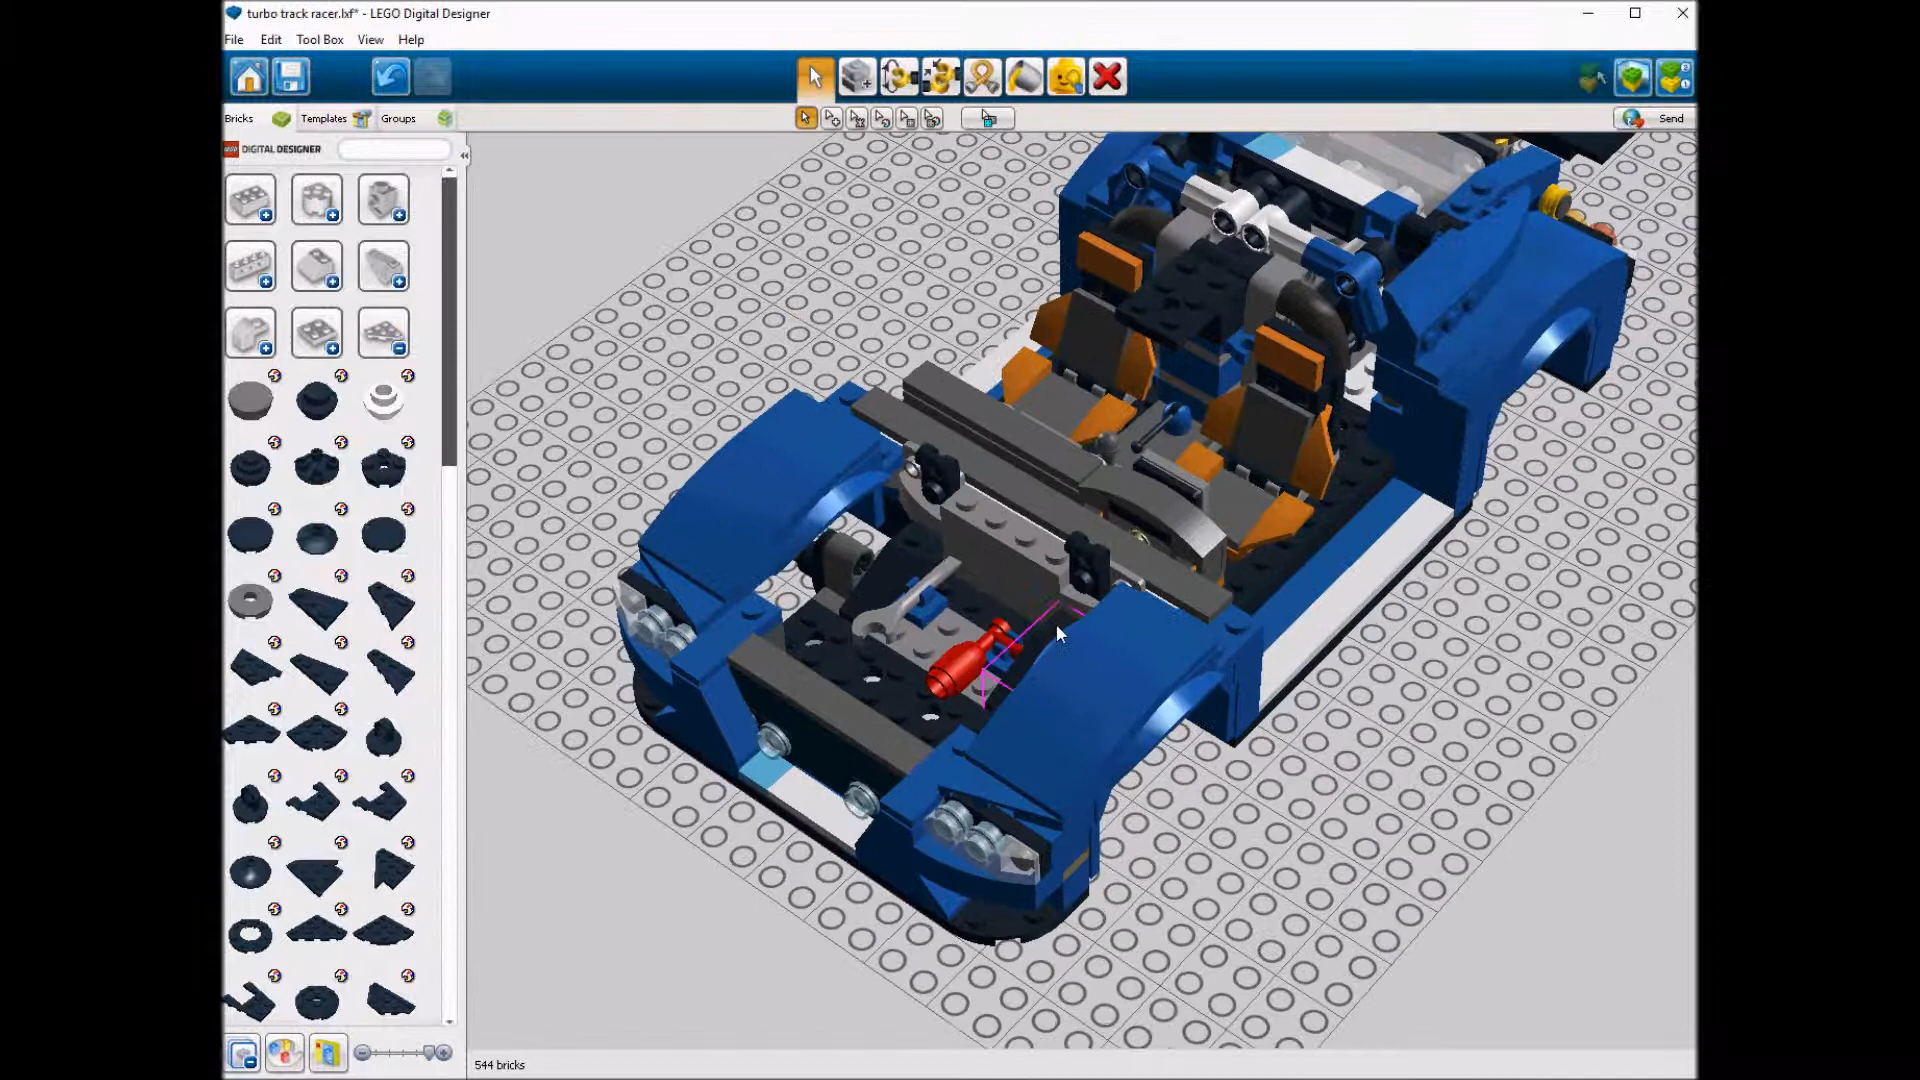 turbo track racer.lxf* - LEGO Digital Designer
File Edit Tool Box View Help
Bricks Templates Groups
Send
LEGO DIGITAL DESIGNER
544 bricks